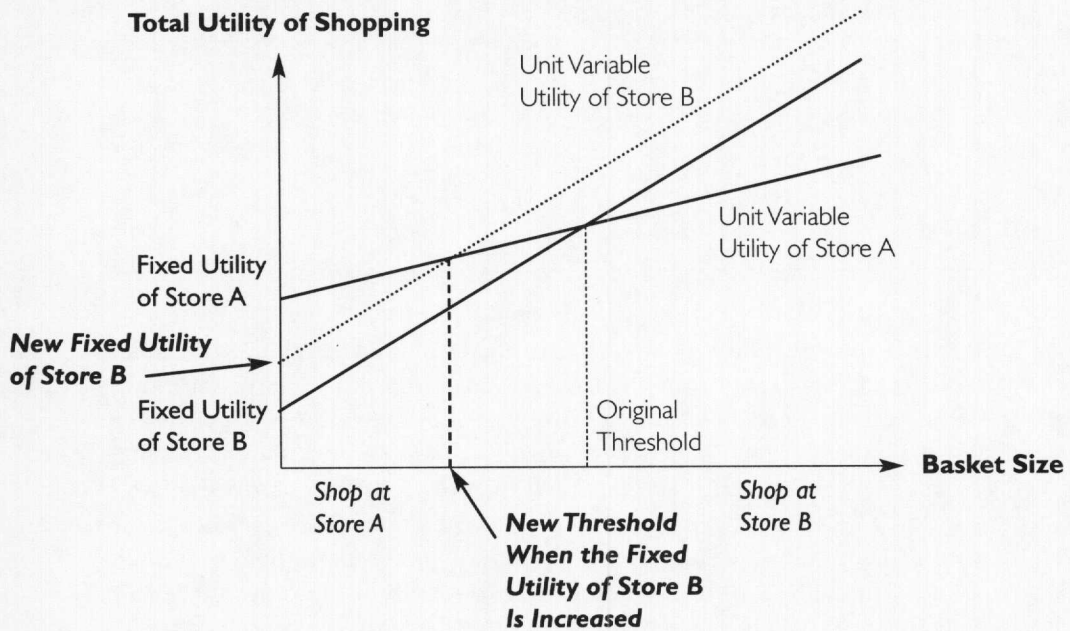 Total Utility of Shopping
Unit Variable
Utility of Store B
Unit Variable
Utility of Store A
Fixed Utility
of Store A
New Fixed Utility
of Store B
Fixed Utility
of Store B
Original
Threshold
Basket Size
Shop at
Store A
Shop at
Store B
New Threshold
When the Fixed
Utility of Store B
Is Increased